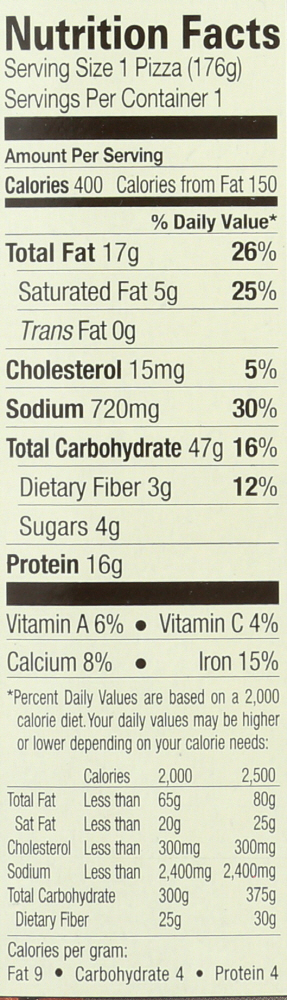 Nutrition Facts
Serving Size 1 Pizza (176g)
Servings Per Container 1
Amount Per Serving
Calories 400 Calories from Fat 150
% Daily Value*
Total Fat 17g 26%
Saturated Fat 5g 25%
Trans Fat 0g
Cholesterol 15mg 5%
Sodium 720mg 30%
Total Carbohydrate 47g 16%
Dietary Fiber 3g 12%
Sugars 4g
Protein 16g
Vitamin A 6% • Vitamin C 4%
Calcium 8% • Iron 15%
*Percent Daily Values are based on a 2,000
calorie diet. Your daily values may be higher
or lower depending on your calorie needs:
Calories 2,000 2,500
Total Fat Less than 65g 80g
Sat Fat Less than 20g 25g
Cholesterol Less than 300mg 300mg
Sodium Less than 2,400mg 2,400mg
Total Carbohydrate 300g 375g
Dietary Fiber 25g 30g
Calories per gram:
Fat 9 • Carbohydrate 4 • Protein 4